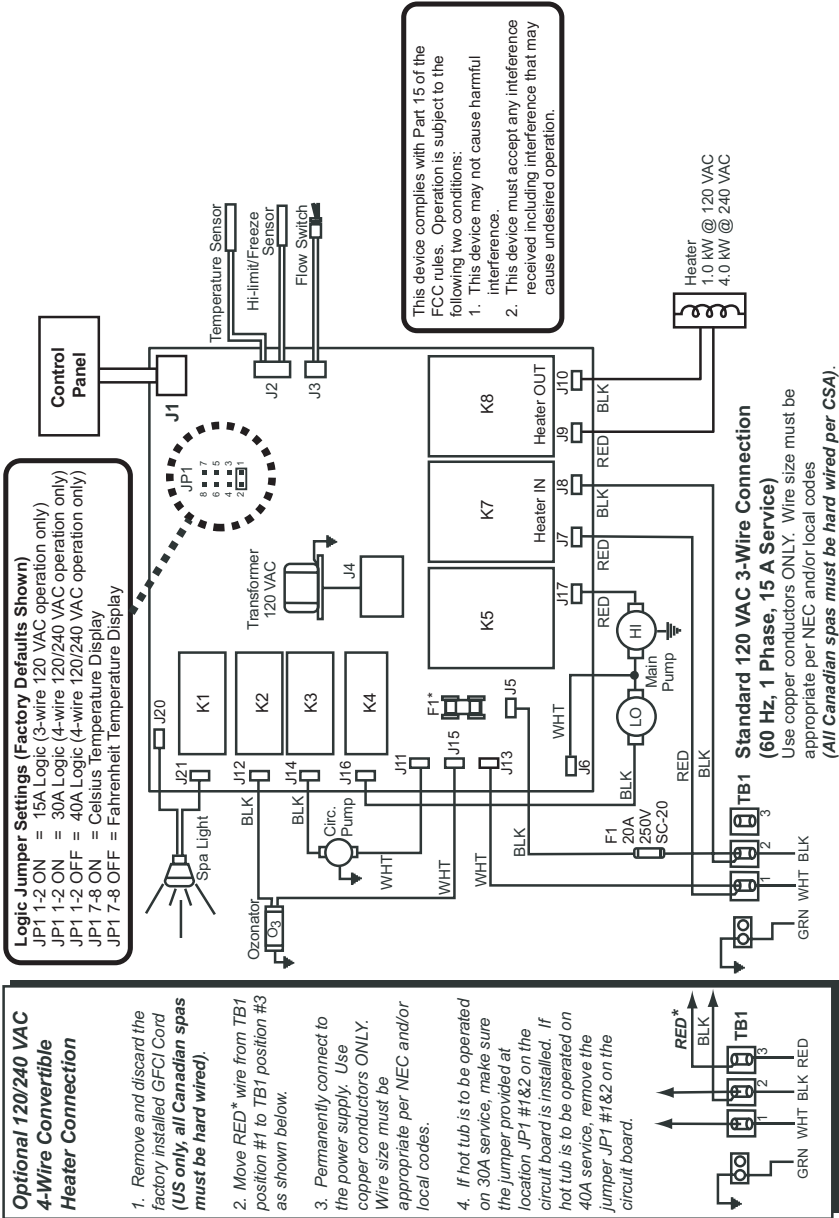 Optional 120/240 VAC
4-Wire Convertible
Heater Connection
1. Remove and discard the
factory installed GFCI Cord
(US only, all Canadian spas
must be hard wired).
2. Move RED* wire from TB1
position #1 to TB1 position #3
as shown below.
3. Permanently connect to
the power supply. Use
copper conductors ONLY.
Wire size must be
appropriate per NEC and/or
local codes.
4. If hot tub is to be operated
on 30A service, make sure
the jumper provided at
location JP1 #1&2 on the
circuit board is installed. If
hot tub is to be operated on
40A service, remove the
jumper JP1 #1&2 on the
circuit board.
RED*
BLK
TB1
1
2
3
GRN
WHT
BLK
RED
Logic Jumper Settings (Factory Defaults Shown)
JP1 1-2 ON = 15A Logic (3-wire 120 VAC operation only)
JP1 1-2 ON = 30A Logic (4-wire 120/240 VAC operation only)
JP1 1-2 OFF = 40A Logic (4-wire 120/240 VAC operation only)
JP1 7-8 ON = Celsius Temperature Display
JP1 7-8 OFF = Fahrenheit Temperature Display
Control
Panel
J1
JP1
8 7
6 5
4 3
2 1
Temperature Sensor
Hi-limit/Freeze
Sensor
Flow Switch
J2
J3
Transformer
120 VAC
J4
Spa Light
J20
J21
K1
K2
K3
K4
J12
J14
J16
BLK
BLK
Ozonator
O3
Circ.
Pump
WHT
WHT
WHT
J11
J15
J13
F1*
J5
K5
K7
K8
Heater IN
Heater OUT
J17
J7
J8
J9
J10
RED
RED
BLK
RED
BLK
J6
WHT
BLK
BLK
LO
HI
Main
Pump
F1
20A
250V
SC-20
RED
BLK
Heater
1.0 kW @ 120 VAC
4.0 kW @ 240 VAC
This device complies with Part 15 of the
FCC rules. Operation is subject to the
following two conditions:
1. This device may not cause harmful
interference.
2. This device must accept any inteference
received including interference that may
cause undesired operation.
TB1
1
2
3
GRN
WHT
BLK
Standard 120 VAC 3-Wire Connection
(60 Hz, 1 Phase, 15 A Service)
Use copper conductors ONLY. Wire size must be
appropriate per NEC and/or local codes
(All Canadian spas must be hard wired per CSA).